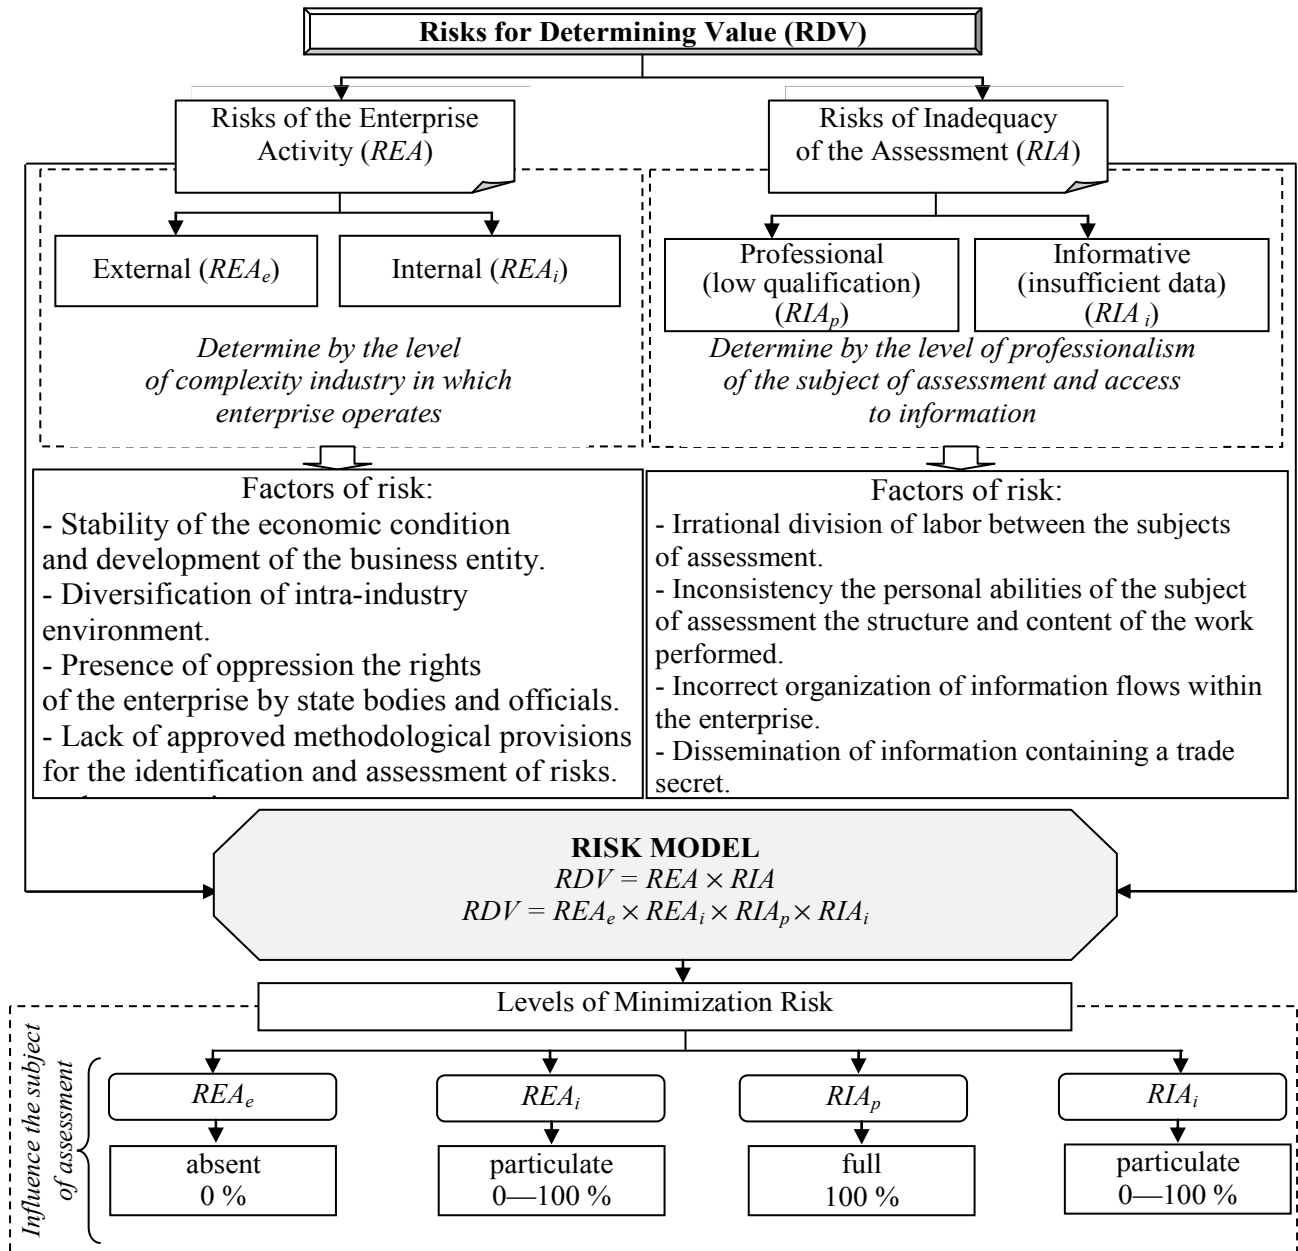 Risks for Determining Value (RDV)
Risks of the Enterprise
Activity (REA)
Risks of Inadequacy
of the Assessment (RIA)
External (REAe)
Internal (REAi)
Professional
(low qualification)
(RIAp)
Informative
(insufficient data)
(RIA i)
Determine by the level
of complexity industry in which
enterprise operates
Determine by the level of professionalism
of the subject of assessment and access
to information
Factors of risk:
- Stability of the economic condition
and development of the business entity.
- Diversification of intra-industry
environment.
- Presence of oppression the rights
of the enterprise by state bodies and officials.
- Lack of approved methodological provisions
for the identification and assessment of risks.
Factors of risk:
- Irrational division of labor between the subjects
of assessment.
- Inconsistency the personal abilities of the subject
of assessment the structure and content of the work
performed.
- Incorrect organization of information flows within
the enterprise.
- Dissemination of information containing a trade
secret.
RISK MODEL
RDV = REA × RIA
RDV = REAe × REAi × RIAp × RIAi
Levels of Minimization Risk
Influence the subject
of assessment
REAe
REAi
RIAp
RIAi
absent
0 %
particulate
0—100 %
full
100 %
particulate
0—100 %